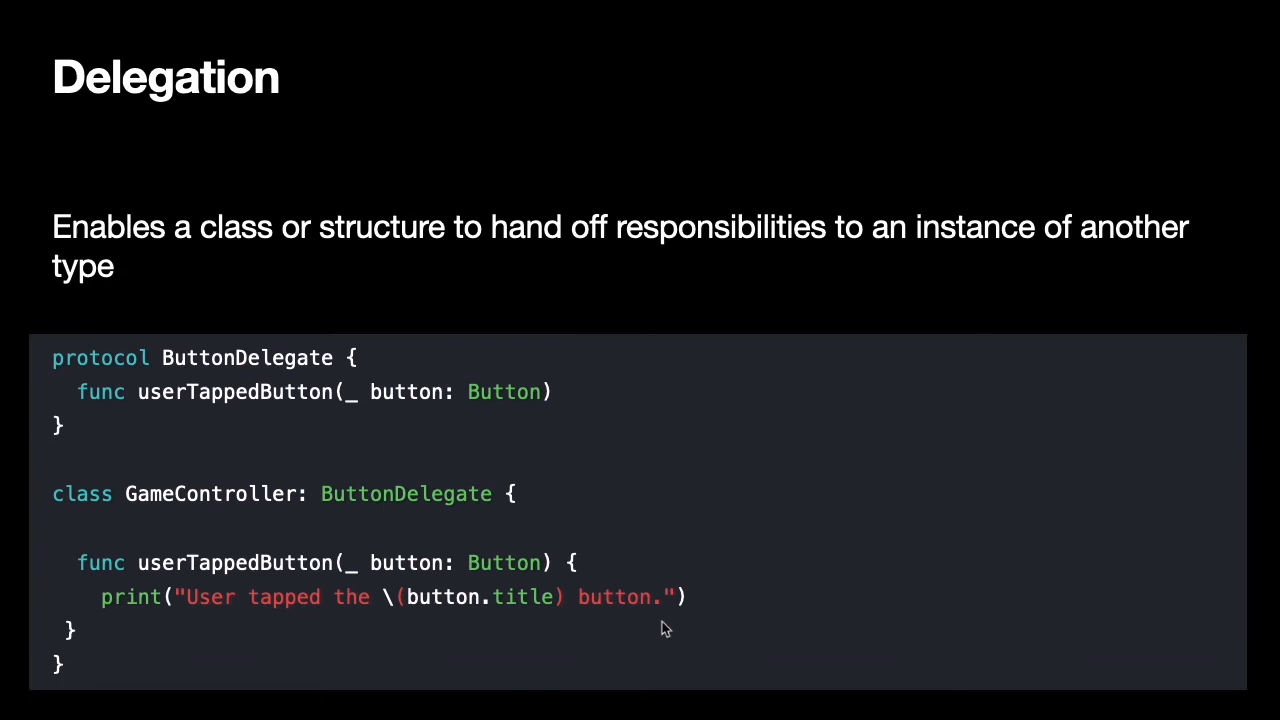 Delegation
Enables a class or structure to hand off responsibilities to an instance of another
type
protocol ButtonDelegate {
  func userTappedButton(_ button: Button)
}
class GameController: ButtonDelegate {
  func userTappedButton(_ button: Button) {
    print("User tapped the \(button.title) button.")
 }
}